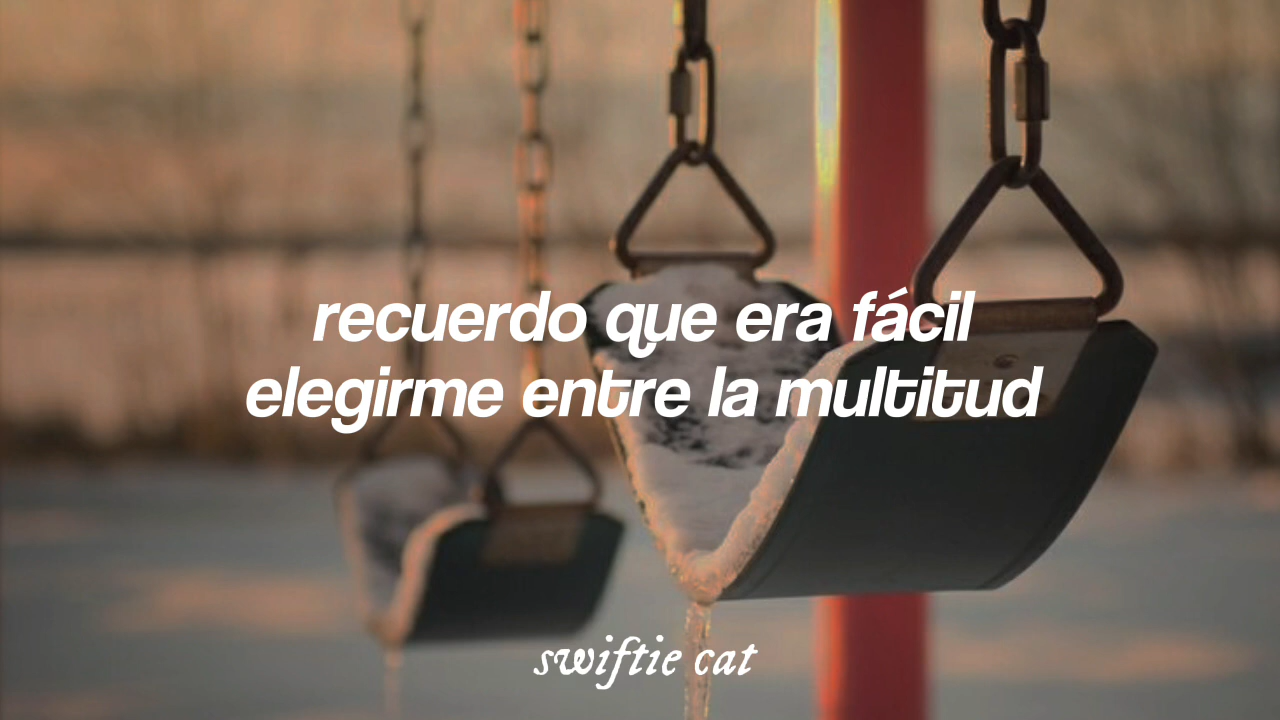 recuerdo que era fácil
elegirme entre la multitud
swiftie cat